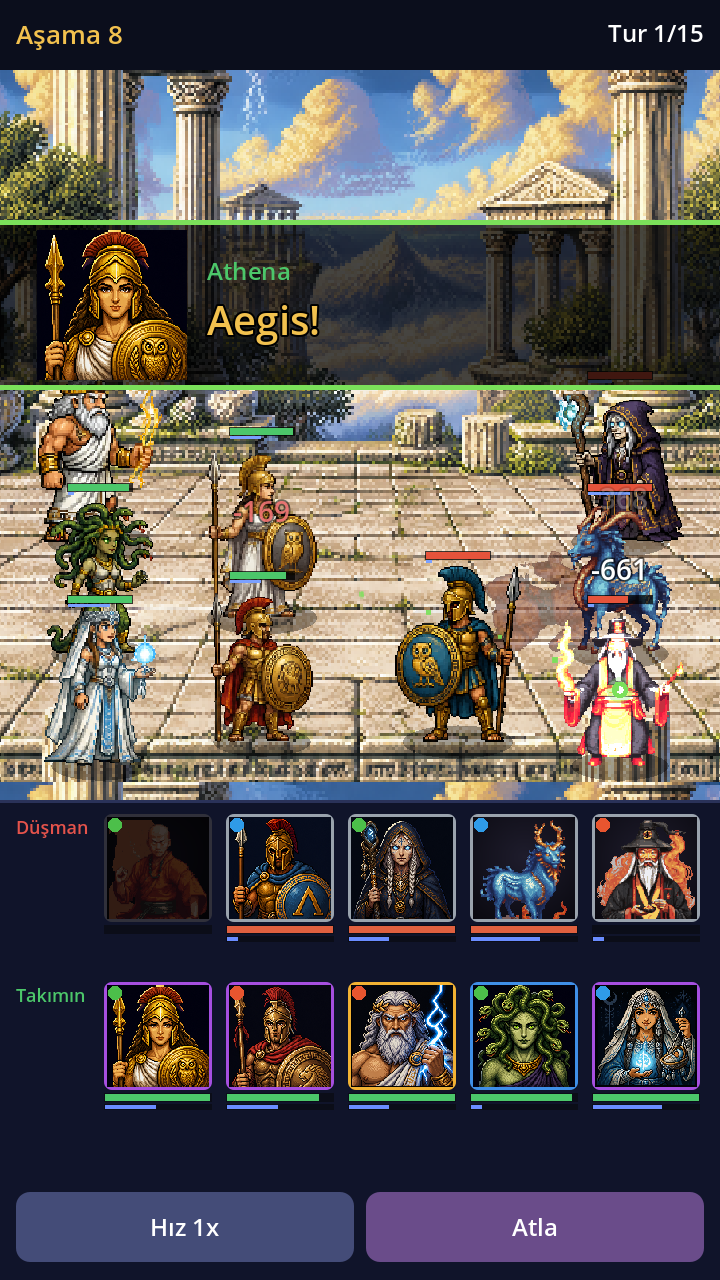 Aşama 8
Tur 1/15
Athena
Aegis!
-169
-661
Düşman
Takımın
Hız 1x
Atla